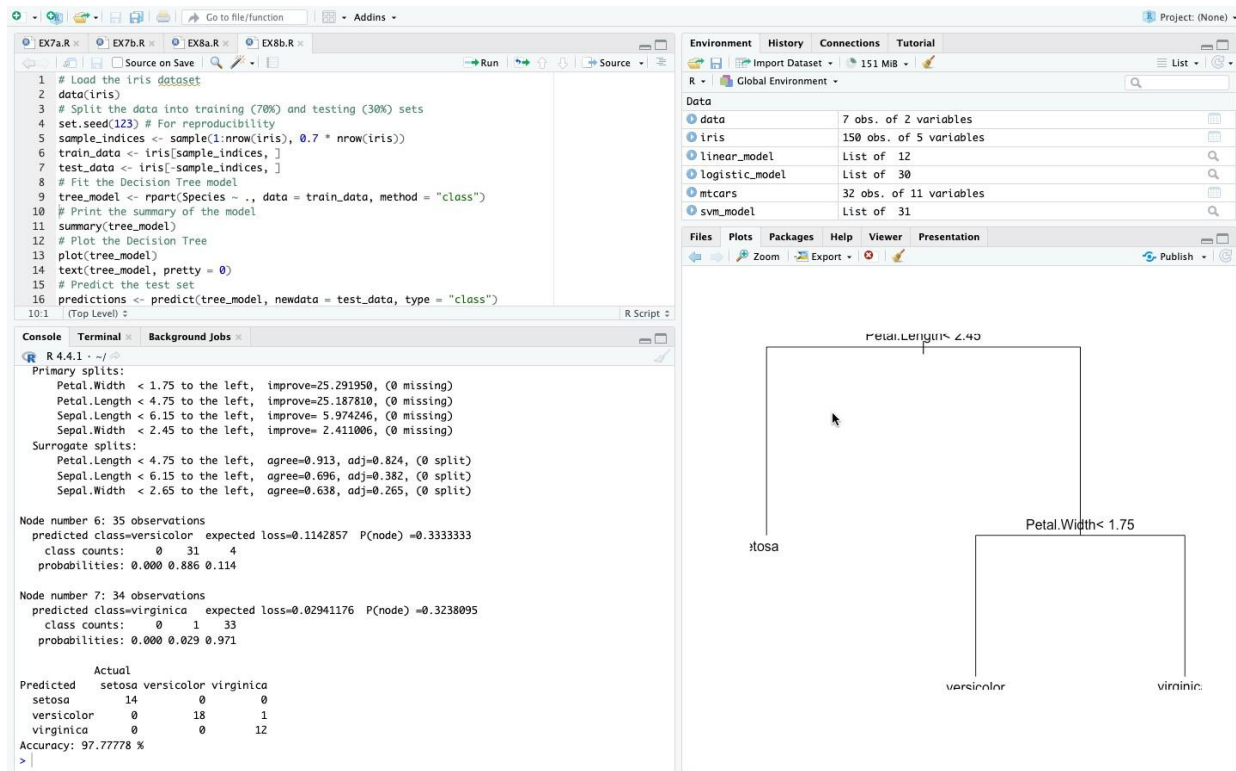 Go to file/function
Addins
Project: (None)
EX7a.R
EX7b.R
EX8a.R
EX8b.R
Source on Save
Run
Source
1 # Load the iris dataset
2 data(iris)
3 # Split the data into training (70%) and testing (30%) sets
4 set.seed(123) # For reproducibility
5 sample_indices <- sample(1:nrow(iris), 0.7 * nrow(iris))
6 train_data <- iris[sample_indices, ]
7 test_data <- iris[-sample_indices, ]
8 # Fit the Decision Tree model
9 tree_model <- rpart(Species ~ ., data = train_data, method = "class")
10 # Print the summary of the model
11 summary(tree_model)
12 # Plot the Decision Tree
13 plot(tree_model)
14 text(tree_model, pretty = 0)
15 # Predict the test set
16 predictions <- predict(tree_model, newdata = test_data, type = "class")
10:1 (Top Level) R Script
Console Terminal Background Jobs
R 4.4.1 · ~/
Primary splits:
Petal.Width < 1.75 to the left, improve=25.291950, (0 missing)
Petal.Length < 4.75 to the left, improve=25.187810, (0 missing)
Sepal.Length < 6.15 to the left, improve= 5.974246, (0 missing)
Sepal.Width < 2.45 to the left, improve= 2.411006, (0 missing)
Surrogate splits:
Petal.Length < 4.75 to the left, agree=0.913, adj=0.824, (0 split)
Sepal.Length < 6.15 to the left, agree=0.696, adj=0.382, (0 split)
Sepal.Width < 2.65 to the left, agree=0.638, adj=0.265, (0 split)
Node number 6: 35 observations
predicted class=versicolor expected loss=0.1142857 P(node) =0.3333333
class counts: 0 31 4
probabilities: 0.000 0.886 0.114
Node number 7: 34 observations
predicted class=virginica expected loss=0.02941176 P(node) =0.3238095
class counts: 0 1 33
probabilities: 0.000 0.029 0.971
Actual
Predicted setosa versicolor virginica
setosa 14 0 0
versicolor 0 18 1
virginica 0 0 12
Accuracy: 97.77778 %
>
Environment History Connections Tutorial
Import Dataset 151 MiB List
R Global Environment
Data
data 7 obs. of 2 variables
iris 150 obs. of 5 variables
linear_model List of 12
logistic_model List of 30
mtcars 32 obs. of 11 variables
svm_model List of 31
Files Plots Packages Help Viewer Presentation
Zoom Export Publish
Petal.Length< 2.45
Petal.Width< 1.75
etosa
versicolor
virginic